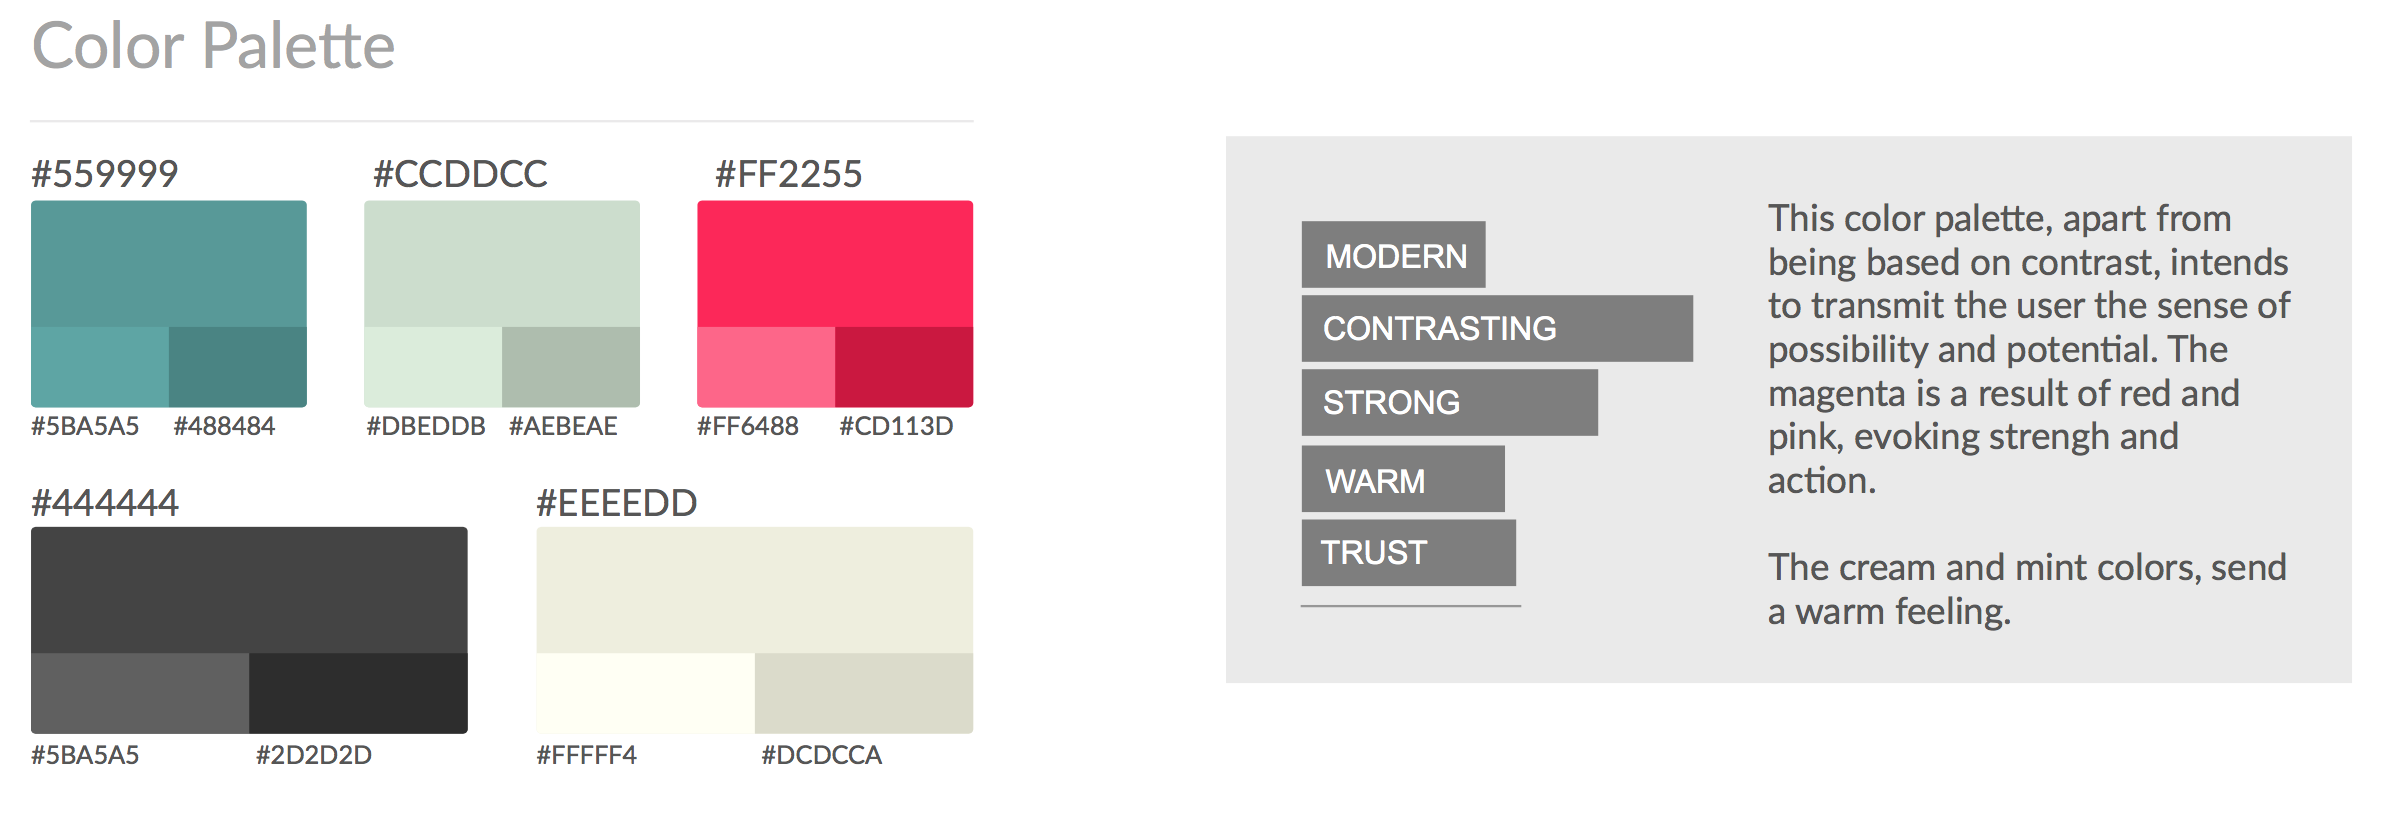 Color Palette
#559999
#CCDDCC
#FF2255
#5BA5A5
#488484
#DBEDDB
#AEBEAE
#FF6488
#CD113D
#444444
#EEEEDD
#5BA5A5
#2D2D2D
#FFFFF4
#DCDCCA
MODERN
CONTRASTING
STRONG
WARM
TRUST
This color palette, apart from
being based on contrast, intends
to transmit the user the sense of
possibility and potential. The
magenta is a result of red and
pink, evoking strengh and
action.
The cream and mint colors, send
a warm feeling.